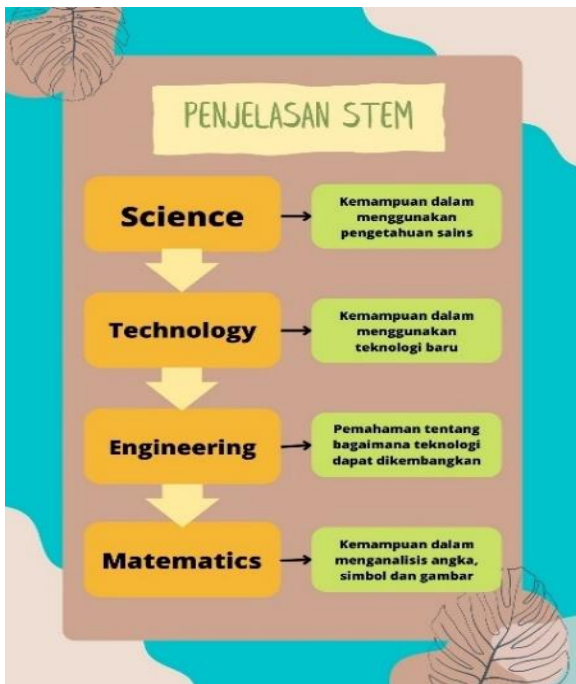 PENJELASAN STEM
Science
Kemampuan dalam
menggunakan
pengetahuan sains
Technology
Kemampuan dalam
menggunakan
teknologi baru
Engineering
Pemahaman tentang
bagaimana teknologi
dapat dikembangkan
Matematics
Kemampuan dalam
menganalisis angka,
simbol dan gambar